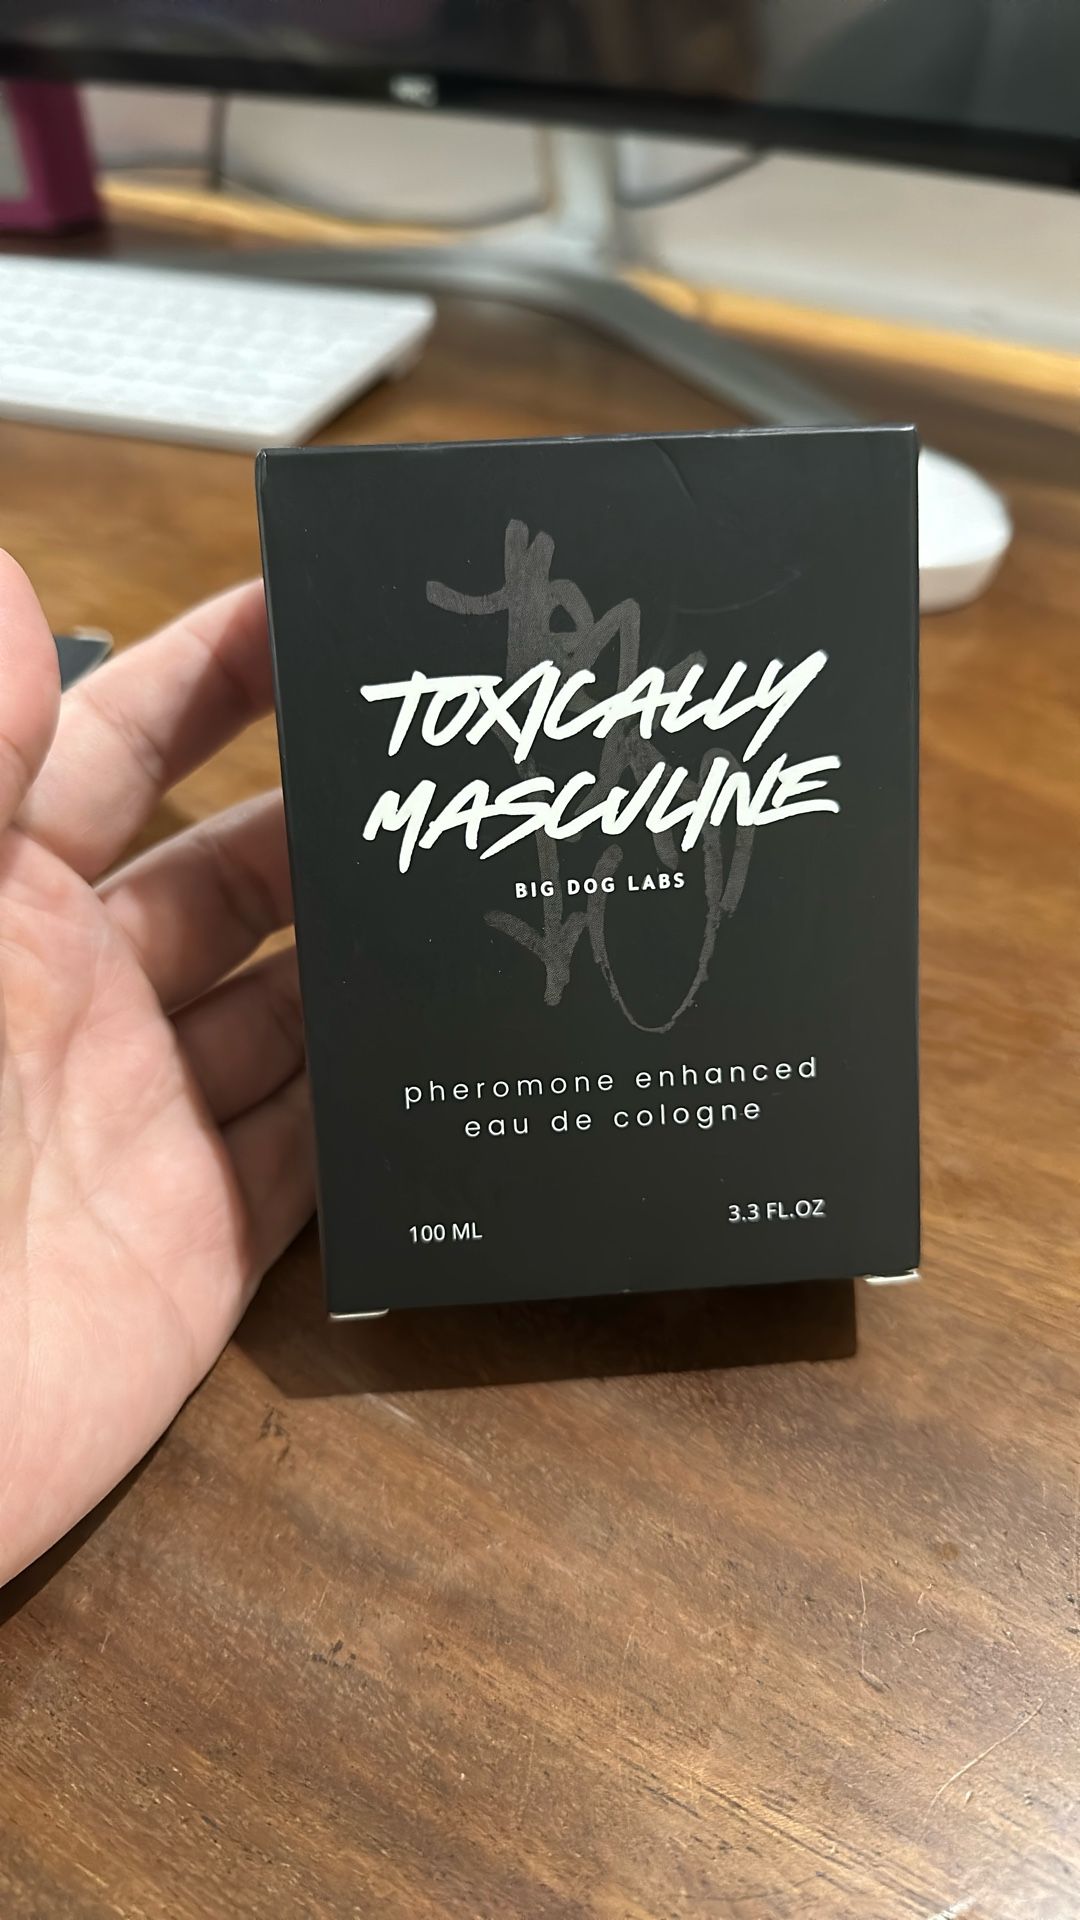 TOXICALLY
MASCULINE
BIG DOG LABS
pheromone enhanced
eau de cologne
100 ML
3.3 FL.OZ